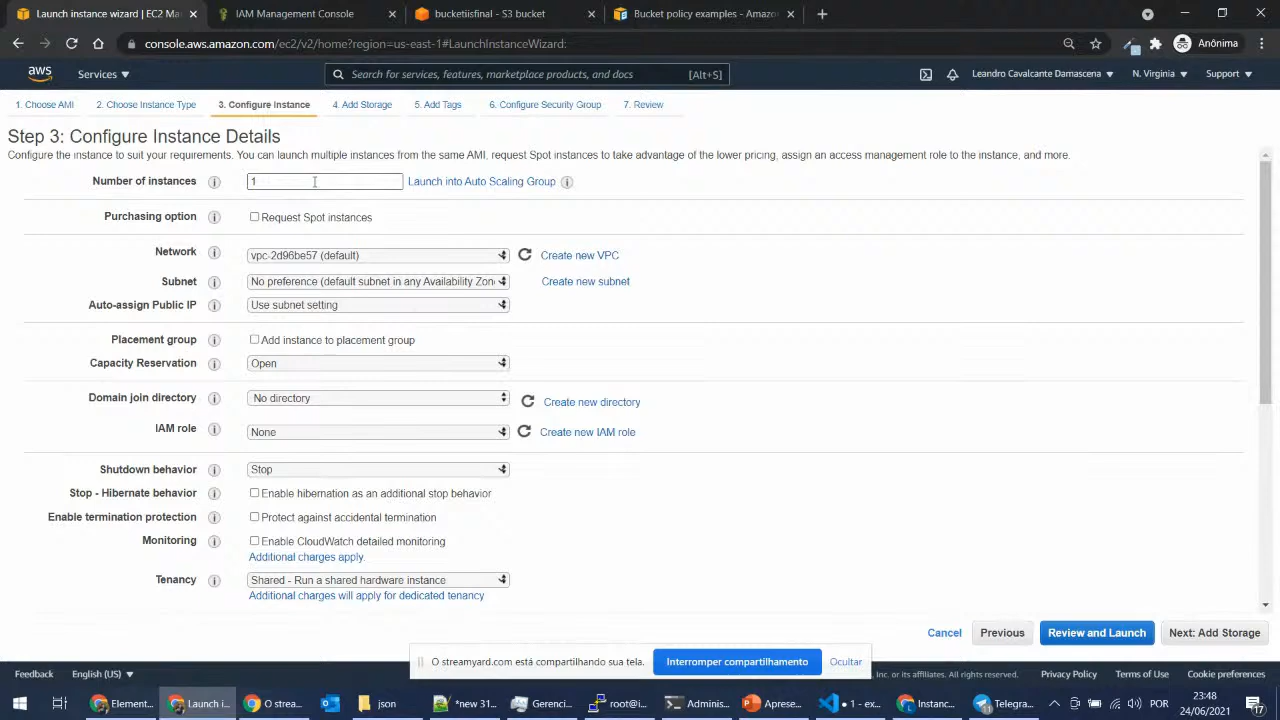 Launch instance wizard | EC2 Ma
IAM Management Console
bucketiisfinal - S3 bucket
Bucket policy examples - Amazo
console.aws.amazon.com/ec2/v2/home?region=us-east-1#LaunchInstanceWizard:
Anônima
aws
Services
Search for services, features, marketplace products, and docs
[Alt+S]
Leandro Cavalcante Damascena
N. Virginia
Support
1. Choose AMI
2. Choose Instance Type
3. Configure Instance
4. Add Storage
5. Add Tags
6. Configure Security Group
7. Review
Step 3: Configure Instance Details
Configure the instance to suit your requirements. You can launch multiple instances from the same AMI, request Spot instances to take advantage of the lower pricing, assign an access management role to the instance, and more.
Number of instances
1
Launch into Auto Scaling Group
Purchasing option
Request Spot instances
Network
vpc-2d96be57 (default)
Create new VPC
Subnet
No preference (default subnet in any Availability Zon
Create new subnet
Auto-assign Public IP
Use subnet setting
Placement group
Add instance to placement group
Capacity Reservation
Open
Domain join directory
No directory
Create new directory
IAM role
None
Create new IAM role
Shutdown behavior
Stop
Stop - Hibernate behavior
Enable hibernation as an additional stop behavior
Enable termination protection
Protect against accidental termination
Monitoring
Enable CloudWatch detailed monitoring
Additional charges apply.
Tenancy
Shared - Run a shared hardware instance
Additional charges will apply for dedicated tenancy
Cancel
Previous
Review and Launch
Next: Add Storage
O streamyard.com está compartilhando sua tela.
Interromper compartilhamento
Ocultar
Feedback
English (US)
Inc. or its affiliates. All rights reserved.
Privacy Policy
Terms of Use
Cookie preferences
Element
Launch i
O strea
json
*new 31
Gerenci
root@i
Adminis
Aprese
1 - ex
Instanc
Telegra
POR
23:48
24/06/2021